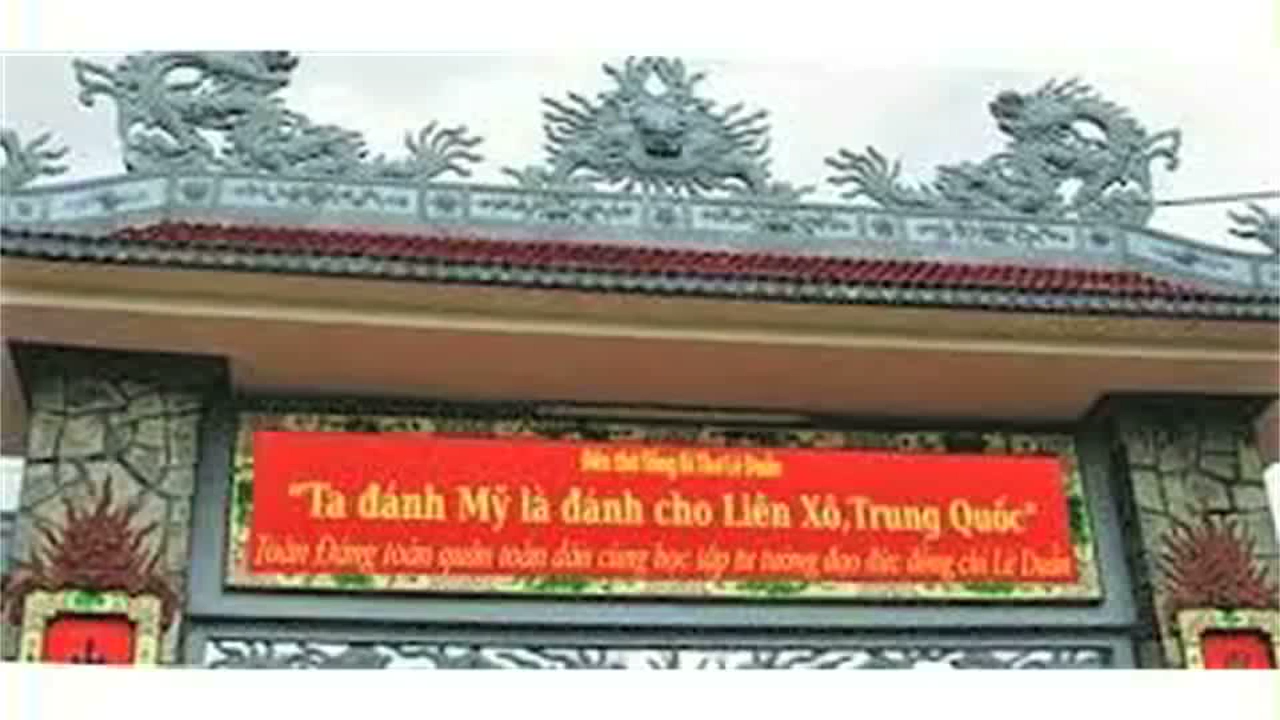 Đền thờ Tổng Bí Thư Lê Duẩn
“Ta đánh Mỹ là đánh cho Liên Xô,Trung Quốc”
Toàn Đảng toàn quân toàn dân cùng học tập tư tưởng đạo đức đồng chí Lê Duẩn